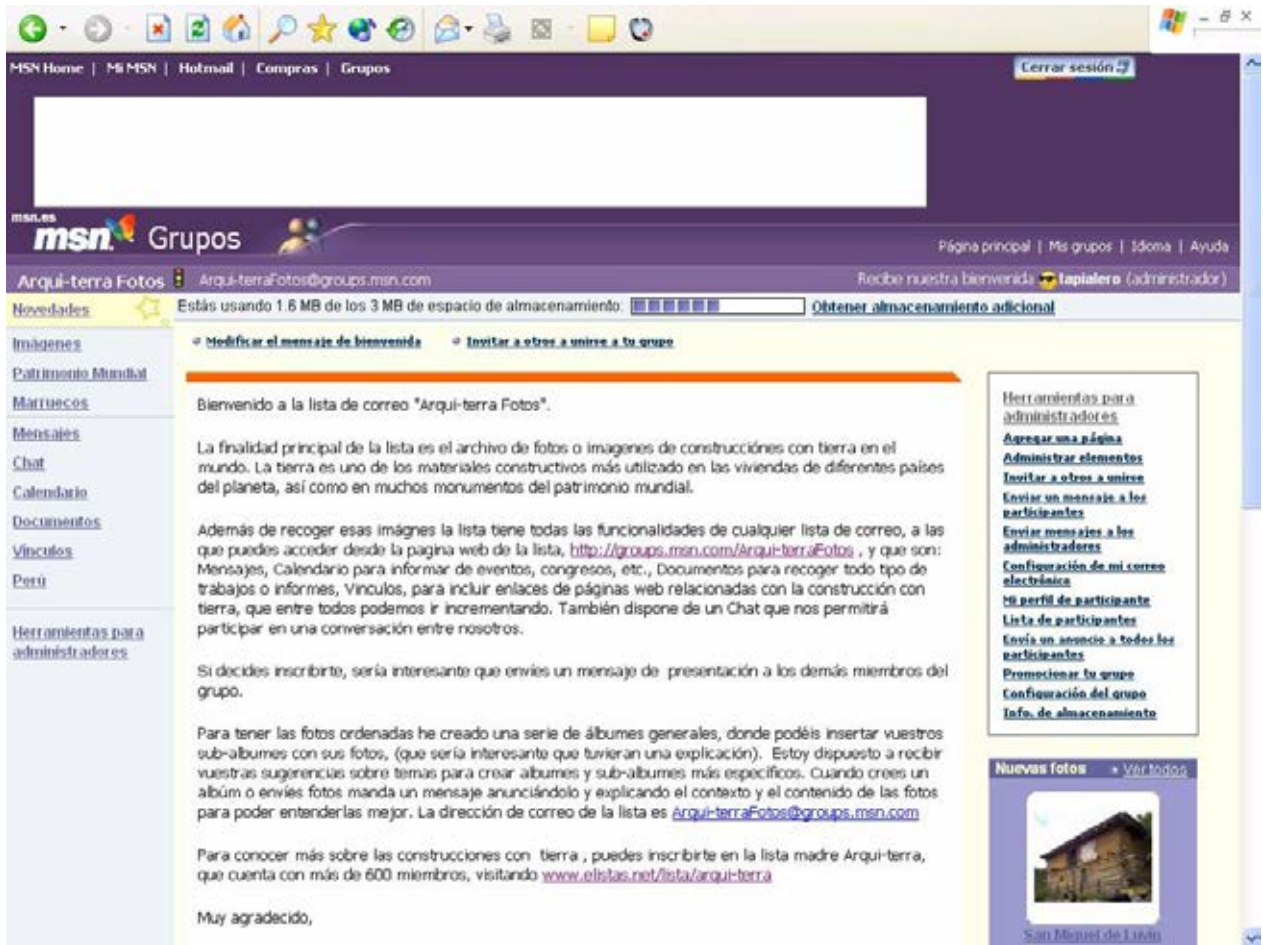 MSN Home | Mi MSN | Hotmail | Compras | Grupos
Cerrar sesión
msn.es
msn Grupos
Página principal | Mis grupos | Idioma | Ayuda
Arqui-terra Fotos
Arqui-terraFotos@groups.msn.com
Recibe nuestra bienvenida tapialero (administrador)
Novedades
Estás usando 1.6 MB de los 3 MB de espacio de almacenamiento:
Obtener almacenamiento adicional
Imágenes
Patrimonio Mundial
Marruecos
Mensajes
Chat
Calendario
Documentos
Vínculos
Perú
Herramientas para
administradores
Modificar el mensaje de bienvenida
Invitar a otros a unirse a tu grupo
Bienvenido a la lista de correo "Arqui-terra Fotos".
La finalidad principal de la lista es el archivo de fotos o imagenes de construcciónes con tierra en el
mundo. La tierra es uno de los materiales constructivos más utilizado en las viviendas de diferentes países
del planeta, así como en muchos monumentos del patrimonio mundial.
Además de recoger esas imágnes la lista tiene todas las funcionalidades de cualquier lista de correo, a las
que puedes acceder desde la pagina web de la lista, http://groups.msn.com/Arqui-terraFotos , y que son:
Mensajes, Calendario para informar de eventos, congresos, etc., Documentos para recoger todo tipo de
trabajos o informes, Vinculos, para incluir enlaces de páginas web relacionadas con la construcción con
tierra, que entre todos podemos ir incrementando. También dispone de un Chat que nos permitirá
participar en una conversación entre nosotros.
Si decides inscribirte, sería interesante que envíes un mensaje de presentación a los demás miembros del
grupo.
Para tener las fotos ordenadas he creado una serie de álbumes generales, donde podéis insertar vuestros
sub-albumes con sus fotos, (que sería interesante que tuvieran una explicación). Estoy dispuesto a recibir
vuestras sugerencias sobre temas para crear albumes y sub-albumes más específicos. Cuando crees un
albúm o envíes fotos manda un mensaje anunciándolo y explicando el contexto y el contenido de las fotos
para poder entenderlas mejor. La dirección de correo de la lista es Arqui-terraFotos@groups.msn.com
Para conocer más sobre las construcciones con tierra , puedes inscribirte en la lista madre Arqui-terra,
que cuenta con más de 600 miembros, visitando www.elistas.net/lista/arqui-terra
Muy agradecido,
Herramientas para
administradores
Agregar una página
Administrar elementos
Invitar a otros a unirse
Enviar un mensaje a los
participantes
Enviar mensajes a los
administradores
Configuración de mi correo
electrónico
Mi perfil de participante
Lista de participantes
Envía un anuncio a todos los
participantes
Promocionar tu grupo
Configuración del grupo
Info. de almacenamiento
Nuevas fotos
Ver todos
San Miguel de Luvin